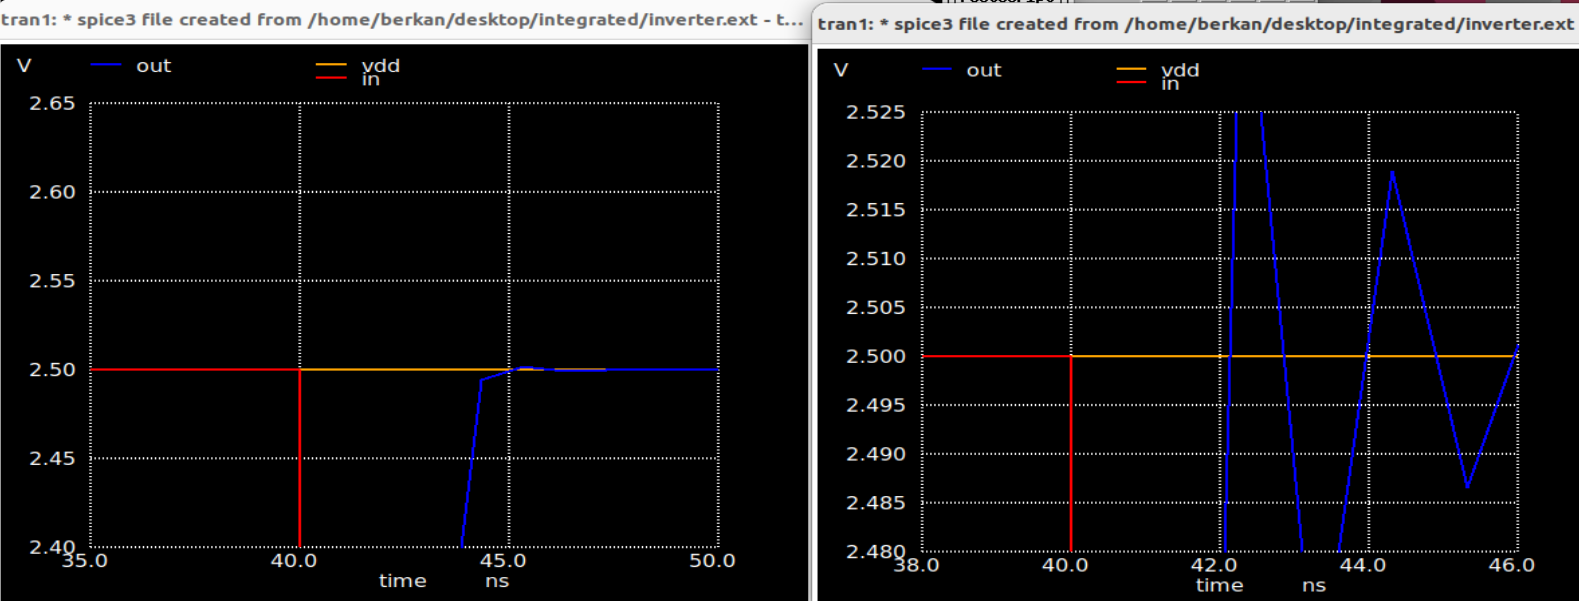 tran1: * spice3 file created from /home/berkan/desktop/integrated/inverter.ext - t...
V
out
vdd
in
2.65
2.60
2.55
2.50
2.45
2.40
35.0 40.0 45.0 50.0
time ns
tran1: * spice3 file created from /home/berkan/desktop/integrated/inverter.ext
V
out
vdd
in
2.525
2.520
2.515
2.510
2.505
2.500
2.495
2.490
2.485
2.480
38.0 40.0 42.0 44.0 46.0
time ns